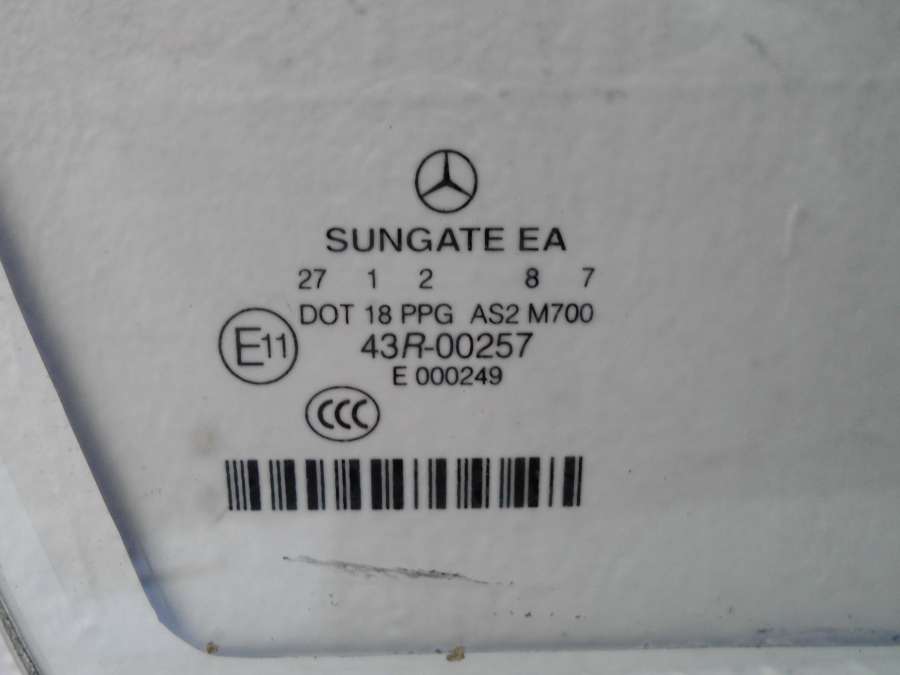 SUNGATE EA
27 1 2 8 7
DOT 18 PPG AS2 M700
E11 43R-00257
E 000249
CCC